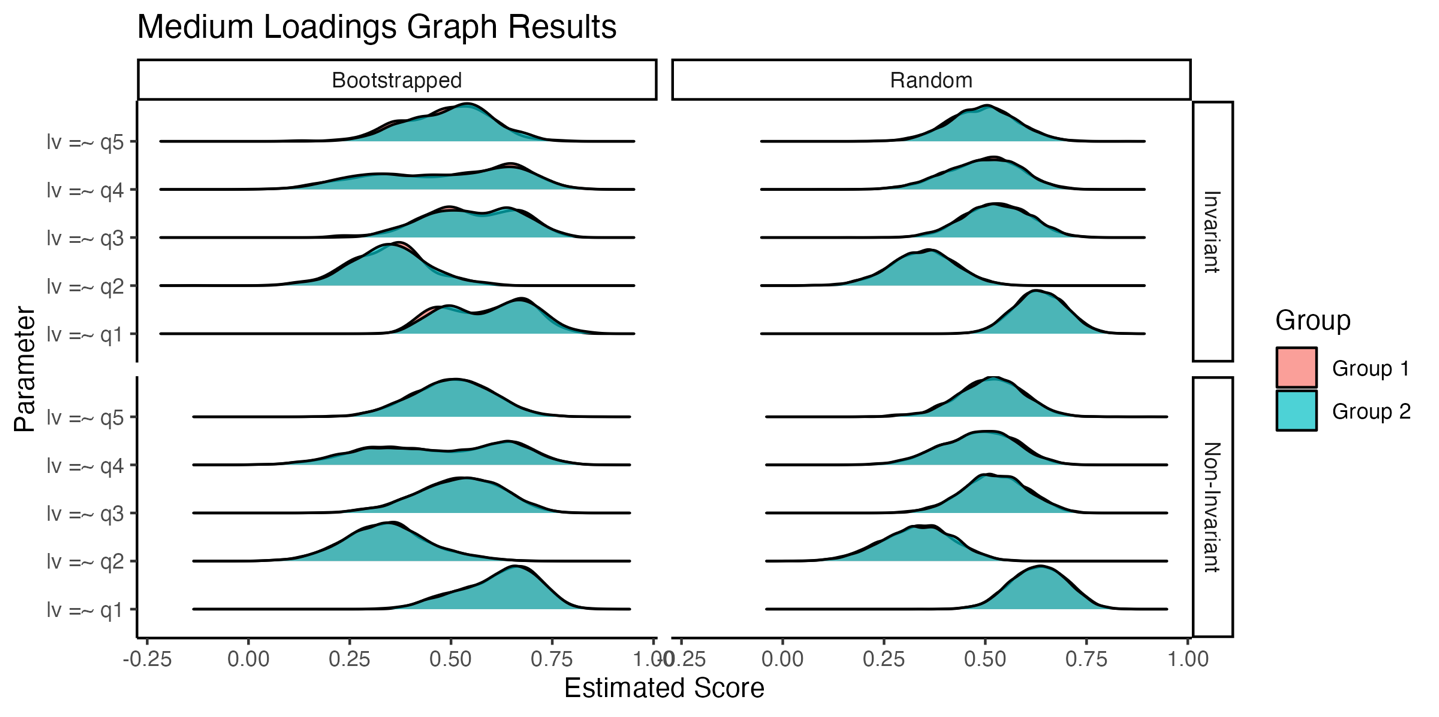 Medium Loadings Graph Results
Bootstrapped
Random
lv =~ q5
lv =~ q4
lv =~ q3
lv =~ q2
lv =~ q1
Invariant
lv =~ q5
lv =~ q4
lv =~ q3
lv =~ q2
lv =~ q1
Non-Invariant
Parameter
-0.25 0.00 0.25 0.50 0.75 1.00
-0.25 0.00 0.25 0.50 0.75 1.00
Estimated Score
Group
Group 1
Group 2